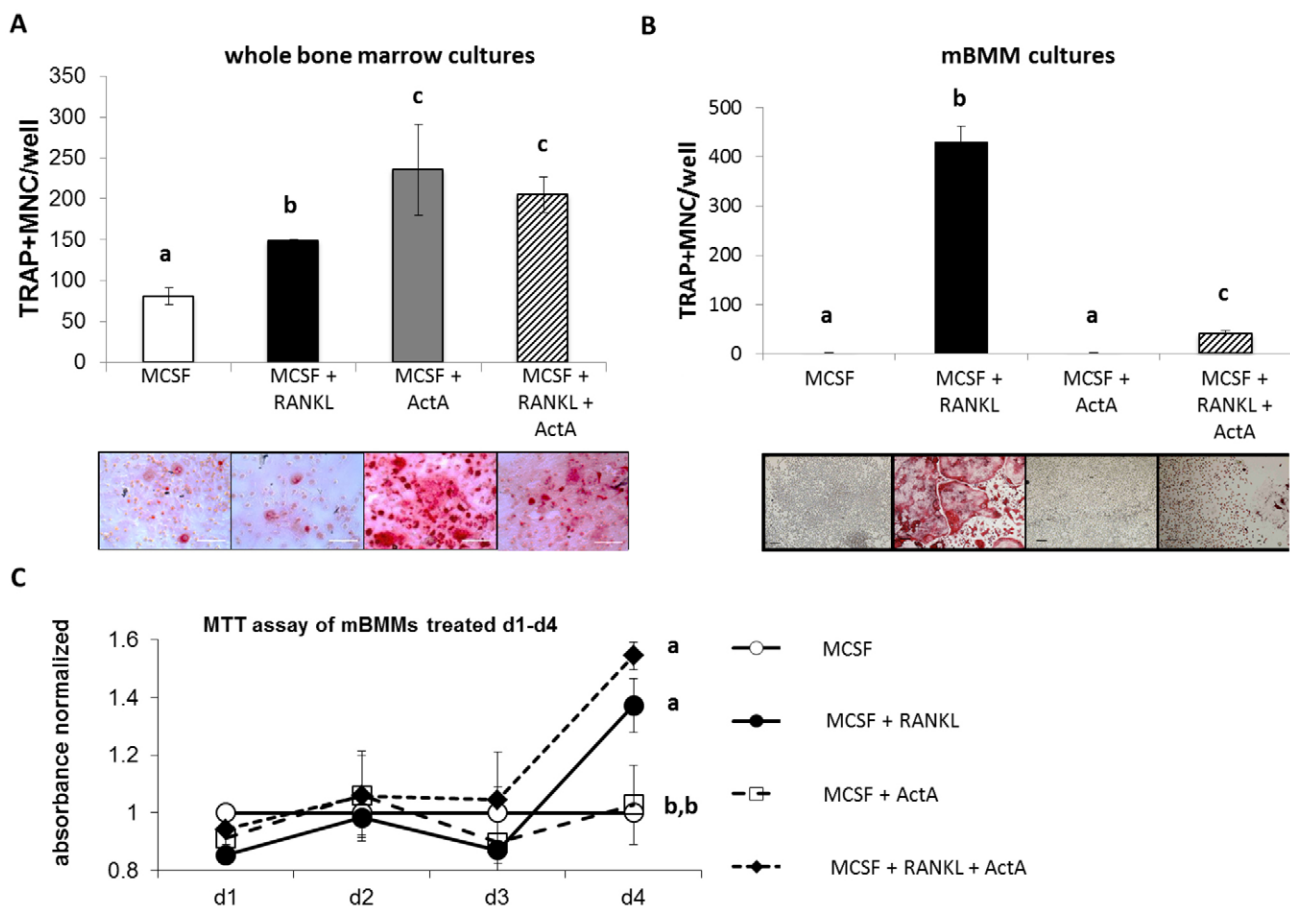 A
whole bone marrow cultures
TRAP+MNC/well
350
300
250
200
150
100
50
0
a
b
c
c
MCSF
MCSF +
RANKL
MCSF +
ActA
MCSF +
RANKL +
ActA
B
mBMM cultures
TRAP+MNC/well
500
400
300
200
100
0
a
b
a
c
MCSF
MCSF +
RANKL
MCSF +
ActA
MCSF +
RANKL +
ActA
C
MTT assay of mBMMs treated d1-d4
absorbance normalized
1.6
1.4
1.2
1
0.8
d1
d2
d3
d4
a
a
b,b
MCSF
MCSF + RANKL
MCSF + ActA
MCSF + RANKL + ActA